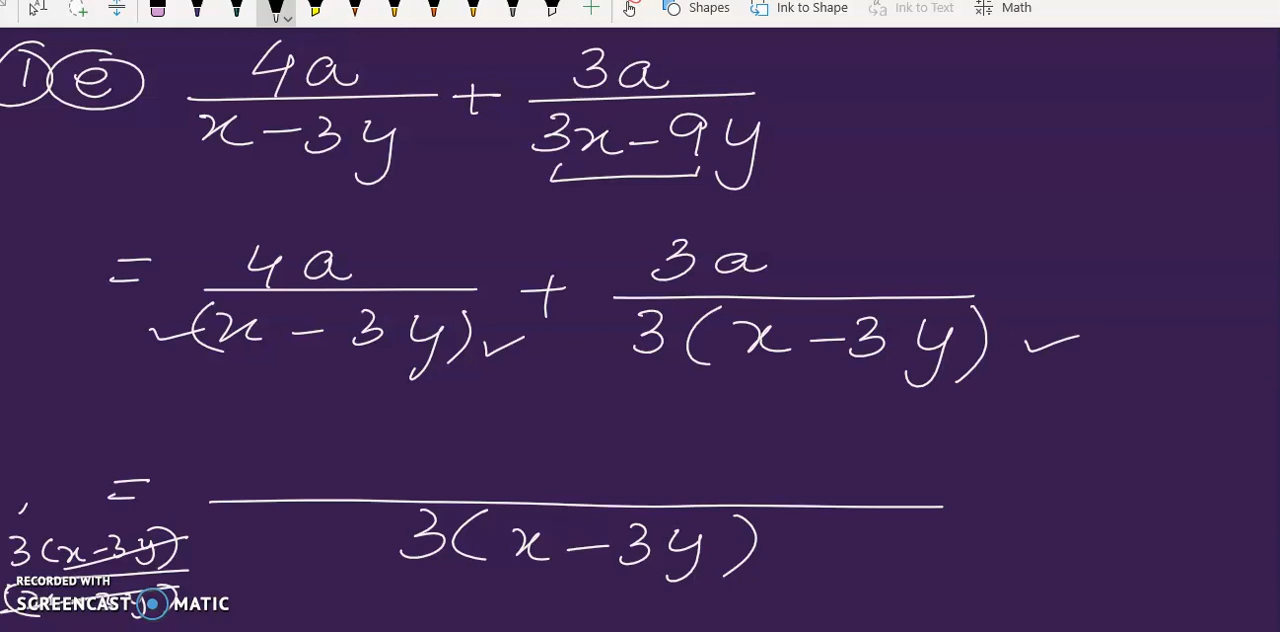 Shapes Ink to Shape Ink to Text Math
1 e 4a/(x-3y) + 3a/(3x-9y)
= 4a/(x-3y) + 3a/3(x-3y)
= /3(x-3y)
3(x-3y)
RECORDED WITH
SCREENCAST MATIC